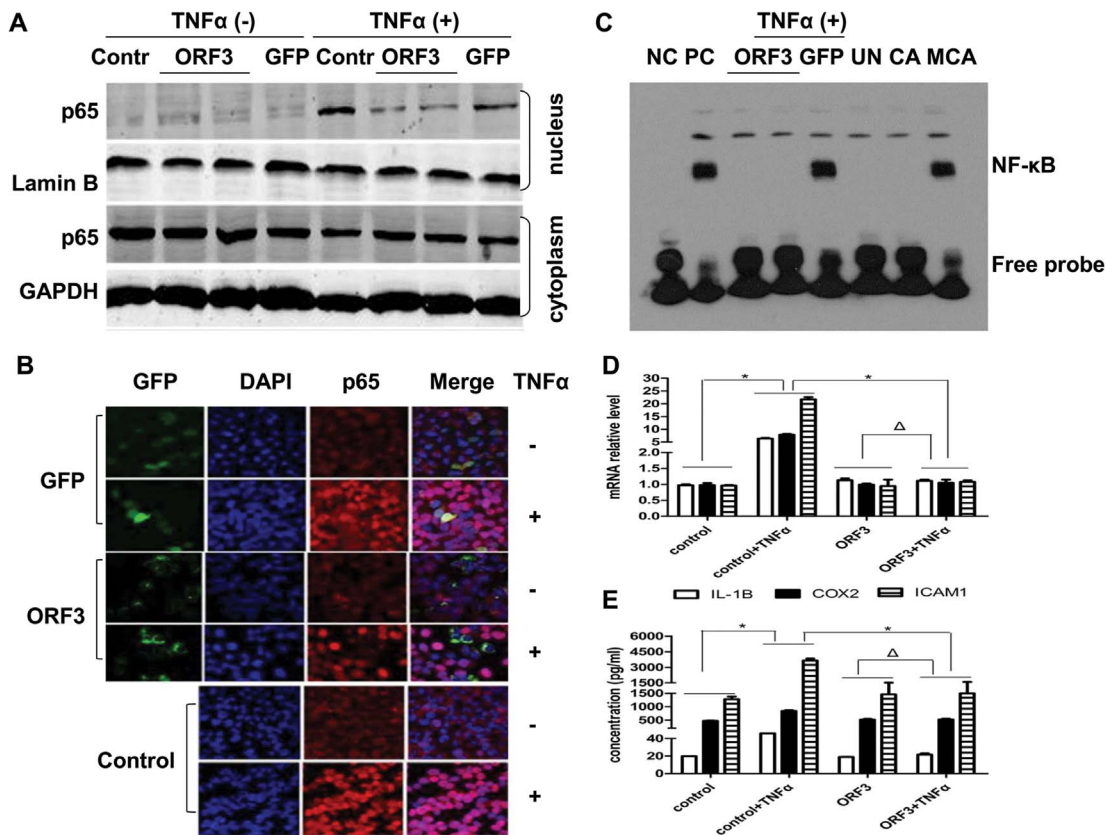 A
TNFα (-) TNFα (+)
Contr ORF3 GFP Contr ORF3 GFP
p65
Lamin B
nucleus
p65
GAPDH
cytoplasm
B
GFP DAPI p65 Merge TNFα
GFP
-
+
ORF3
-
+
Control
-
+
C
TNFα (+)
NC PC ORF3 GFP UN CA MCA
NF-κB
Free probe
D
mRNA relative level
30
25
20
15
10
5
2.0
1.5
1.0
0.5
0.0
* *
Δ
control
control+TNFα
ORF3
ORF3+TNFα
IL-1B COX2 ICAM1
E
concentration (pg/ml)
6000
4500
3000
1500
1500
500
40
20
0
* *
Δ
control
control+TNFα
ORF3
ORF3+TNFα